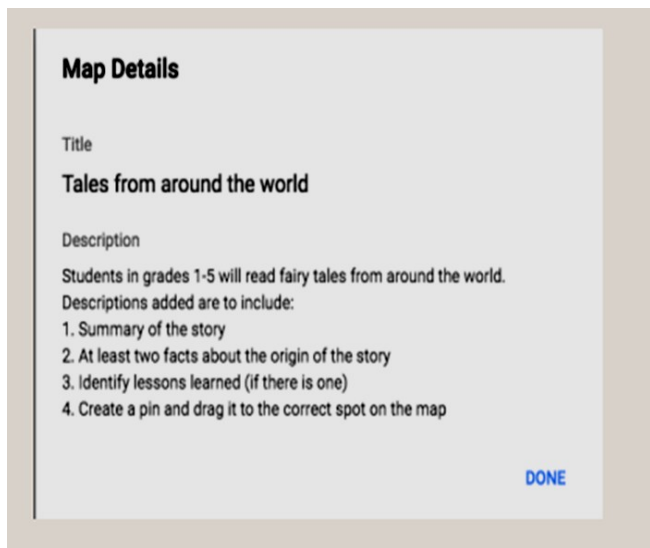 Map Details
Title
Tales from around the world
Description
Students in grades 1-5 will read fairy tales from around the world.
Descriptions added are to include:
1. Summary of the story
2. At least two facts about the origin of the story
3. Identify lessons learned (if there is one)
4. Create a pin and drag it to the correct spot on the map
DONE